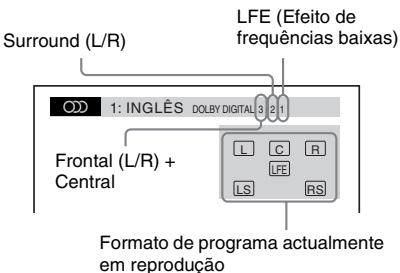 LFE (Efeito de
frequências baixas)
Surround (L/R)
1: INGLÊS DOLBY DIGITAL 3 2 1
Frontal (L/R) +
Central
L C R
LFE
LS RS
Formato de programa actualmente
em reprodução